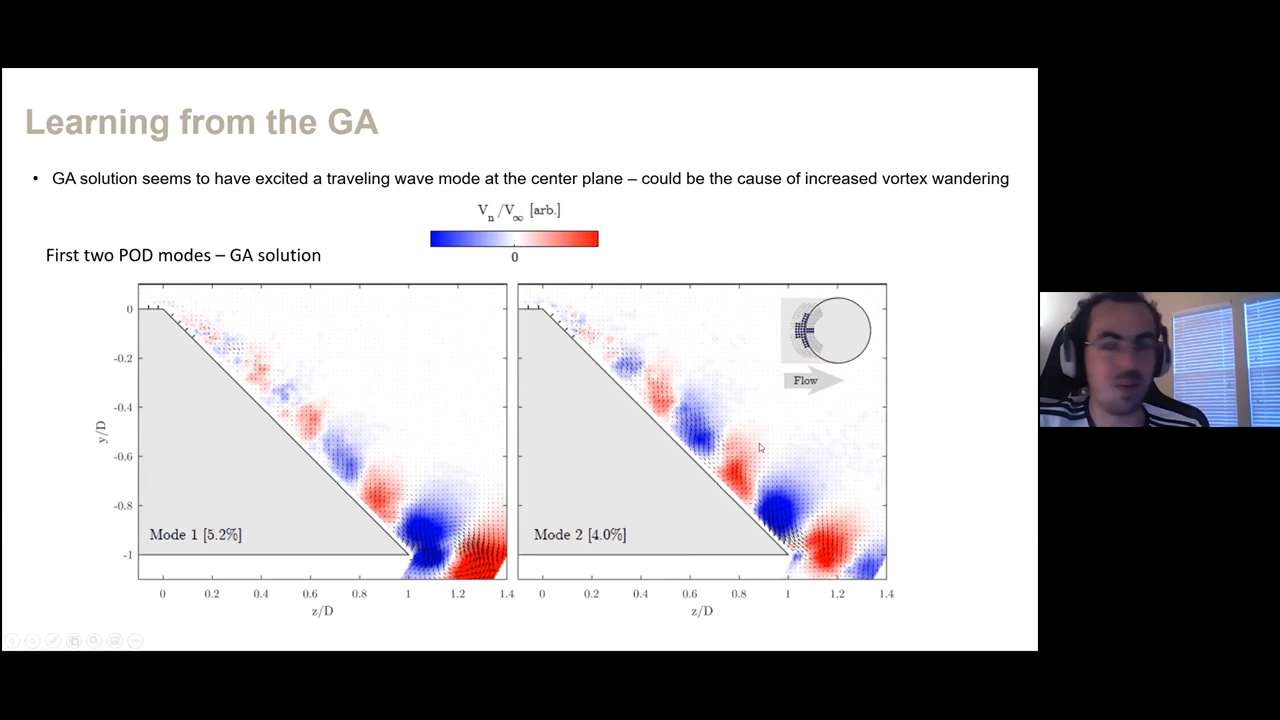 Learning from the GA
• GA solution seems to have excited a traveling wave mode at the center plane – could be the cause of increased vortex wandering
Vn/V∞ [arb.]
0
First two POD modes – GA solution
0
-0.2
-0.4
-0.6
-0.8
-1
y/D
Mode 1 [5.2%]
0 0.2 0.4 0.6 0.8 1 1.2 1.4
z/D
Flow
Mode 2 [4.0%]
0 0.2 0.4 0.6 0.8 1 1.2 1.4
z/D